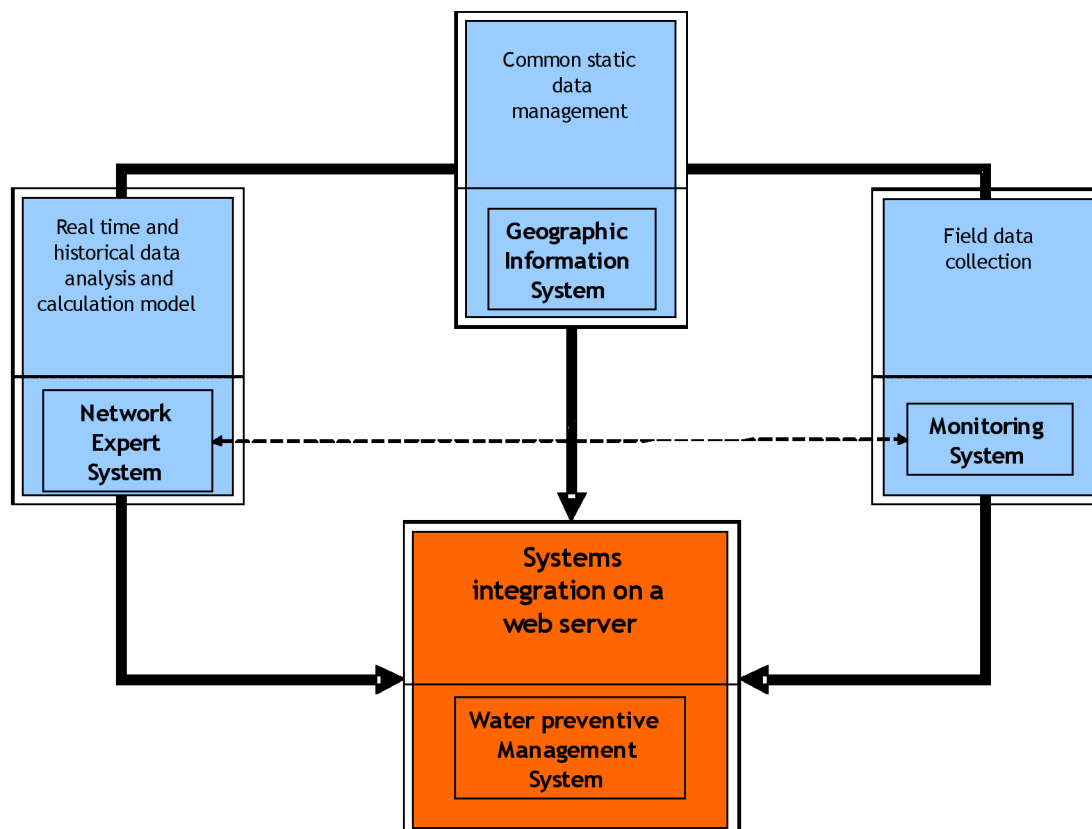 Common static
data
management
Geographic
Information
System
Real time and
historical data
analysis and
calculation model
Network
Expert
System
Field data
collection
Monitoring
System
Systems
integration on a
web server
Water preventive
Management
System